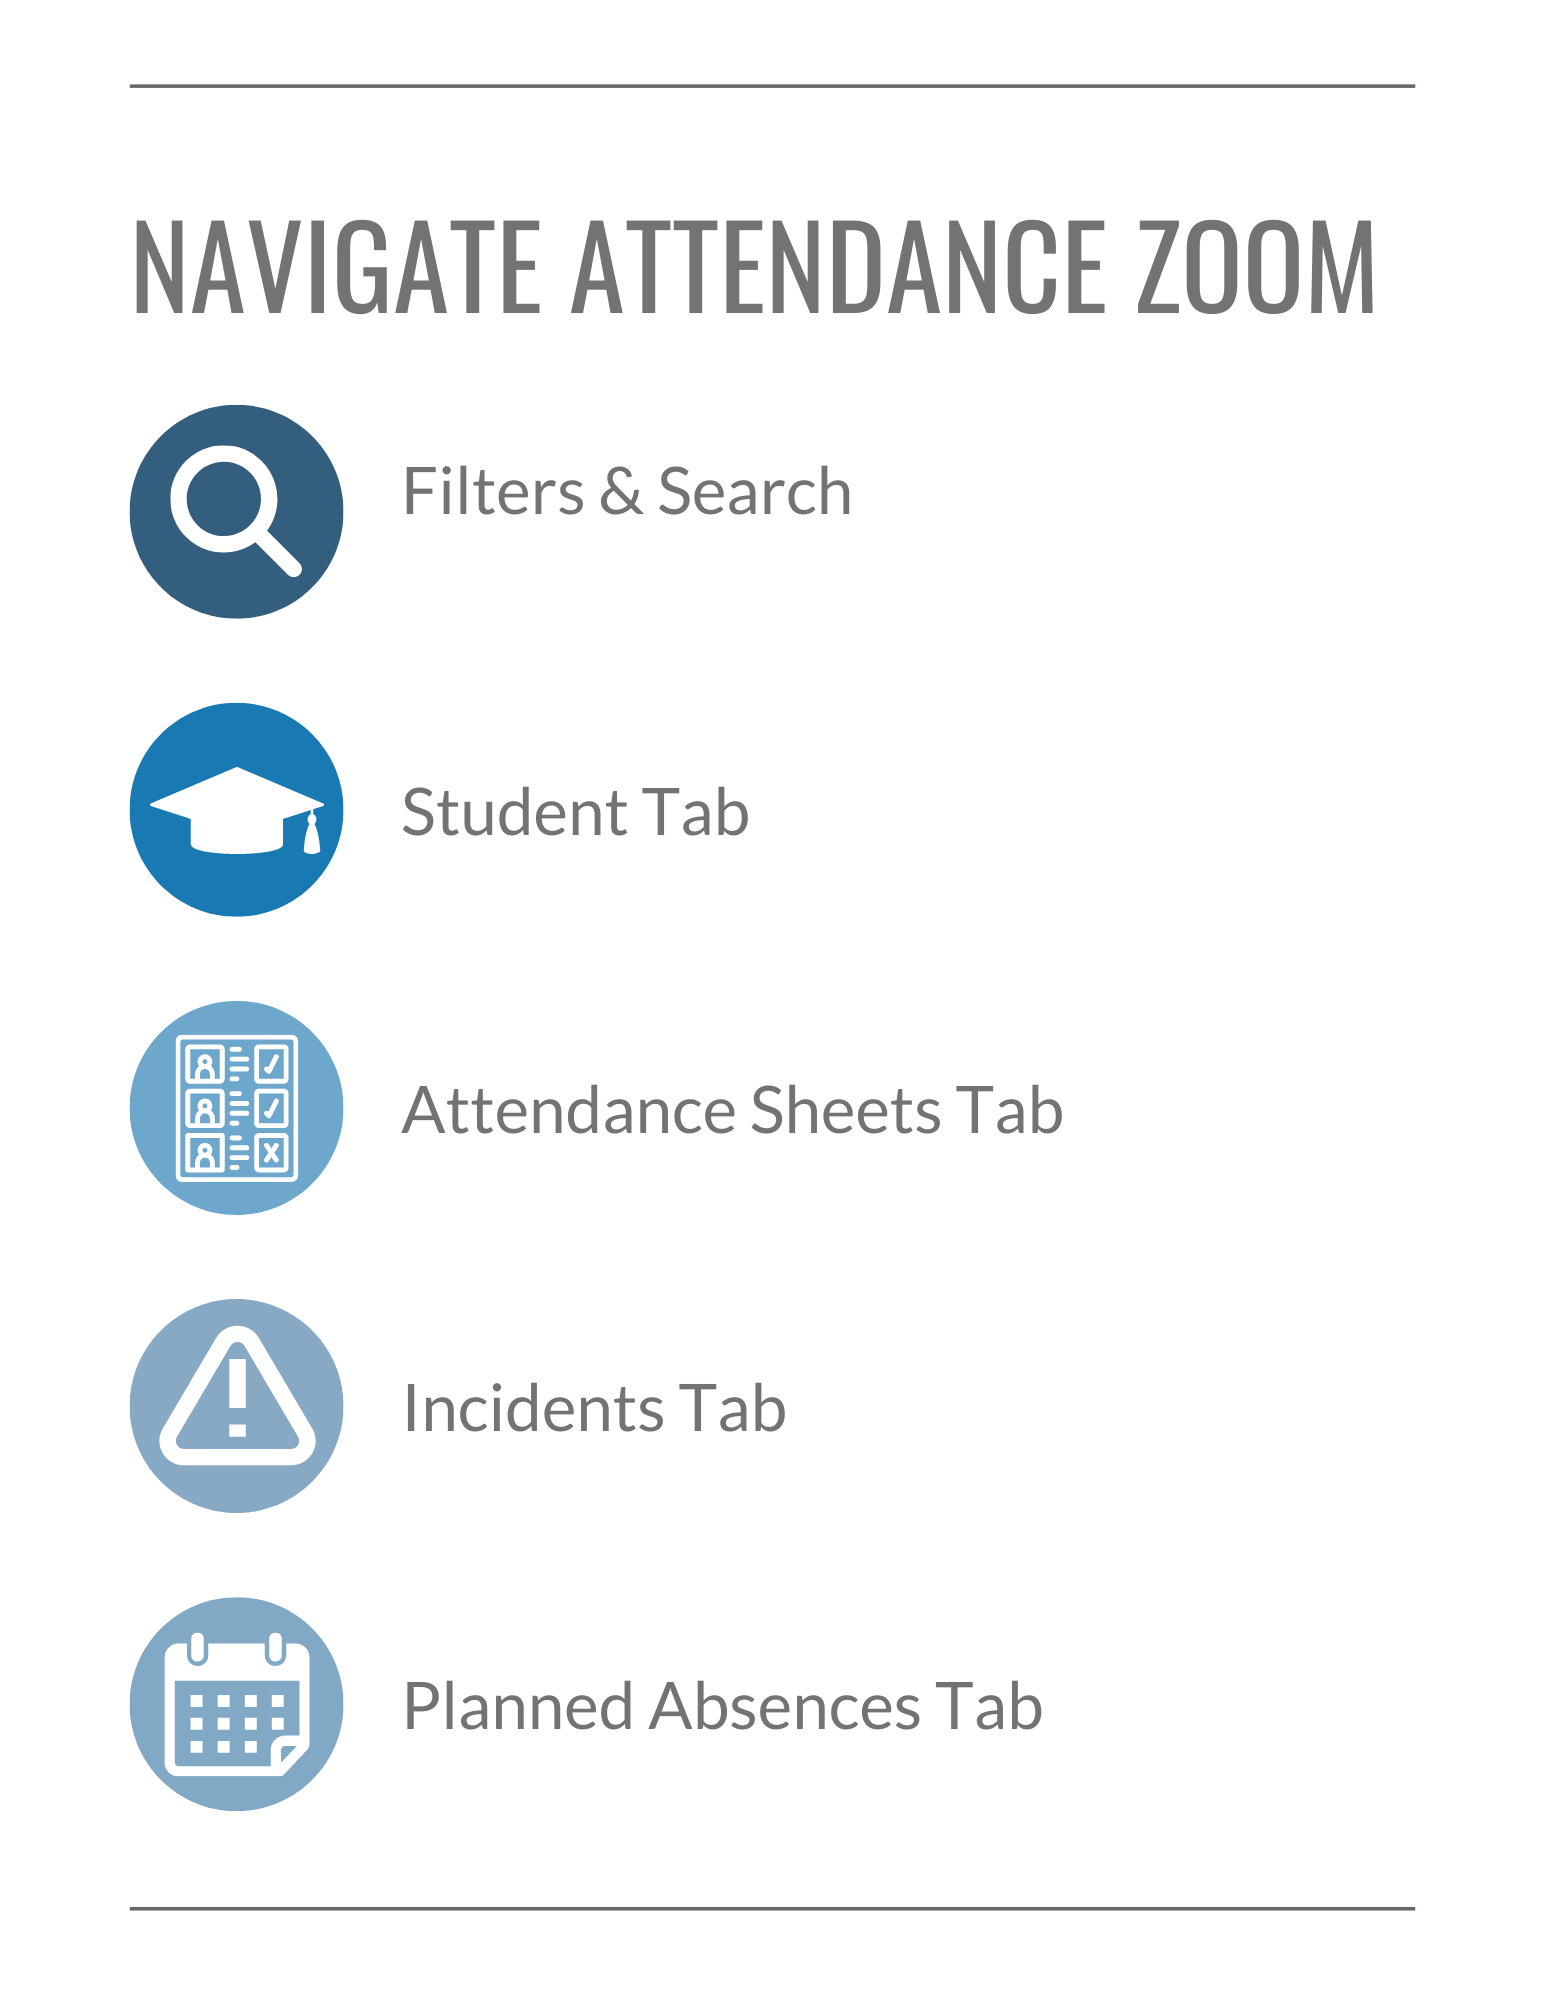 NAVIGATE ATTENDANCE ZOOM
Filters & Search
Student Tab
Attendance Sheets Tab
Incidents Tab
Planned Absences Tab